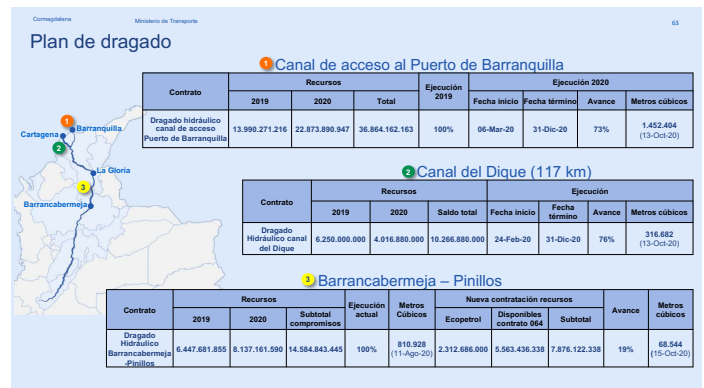 Cormagdalena Ministerio de Transporte 63
Plan de dragado
1 Canal de acceso al Puerto de Barranquilla
Contrato Recursos Ejecución 2019 Ejecución 2020
2019 2020 Total Fecha inicio Fecha término Avance Metros cúbicos
Dragado hidráulico canal de acceso Puerto de Barranquilla 13.990.271.216 22.873.890.947 36.864.162.163 100% 06-Mar-20 31-Dic-20 73% 1.452.404 (13-Oct-20)
1
Barranquilla
Cartagena
2
La Gloria
3
Barrancabermeja
2 Canal del Dique (117 km)
Contrato Recursos Ejecución
2019 2020 Saldo total Fecha inicio Fecha término Avance Metros cúbicos
Dragado Hidráulico canal del Dique 6.250.000.000 4.016.880.000 10.266.880.000 24-Feb-20 31-Dic-20 76% 316.682 (13-Oct-20)
3 Barrancabermeja – Pinillos
Contrato Recursos Ejecución actual Metros Cúbicos Nueva contratación recursos Avance Metros cúbicos
2019 2020 Subtotal compromisos Ecopetrol Disponibles contrato 064 Subtotal
Dragado Hidráulico Barrancabermeja -Pinillos 6.447.681.855 8.137.161.590 14.584.843.445 100% 810.928 (11-Ago-20) 2.312.686.000 5.563.436.338 7.876.122.338 19% 68.544 (15-Oct-20)